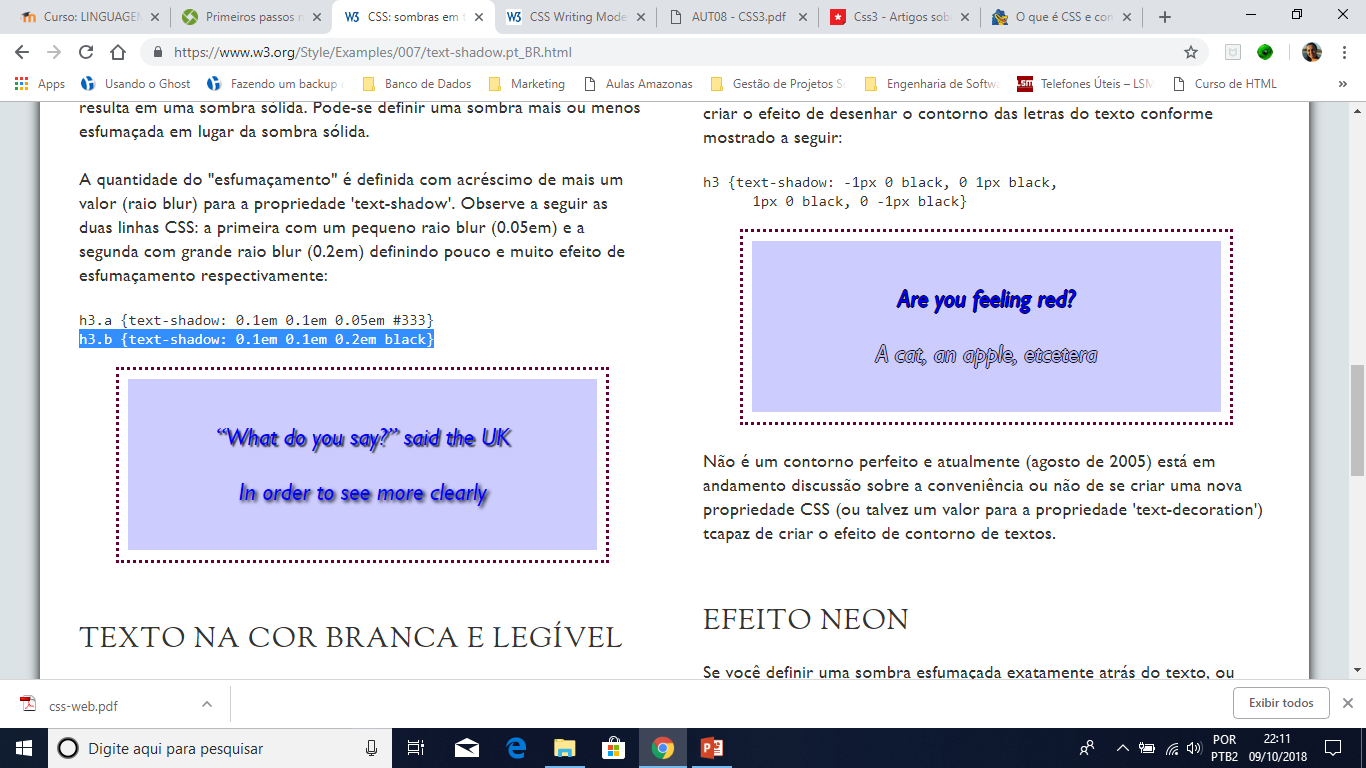 Curso: LINGUAGEM
Primeiros passos n
CSS: sombras em t
CSS Writing Mode
AUT08 - CSS3.pdf
Css3 - Artigos sob
O que é CSS e con
https://www.w3.org/Style/Examples/007/text-shadow.pt_BR.html
Apps
Usando o Ghost
Fazendo um backup
Banco de Dados
Marketing
Aulas Amazonas
Gestão de Projetos S
Engenharia de Softw
LSM
Telefones Úteis – LSM
Curso de HTML
»
resulta em uma sombra sólida. Pode-se definir uma sombra mais ou menos
esfumaçada em lugar da sombra sólida.
A quantidade do "esfumaçamento" é definida com acréscimo de mais um
valor (raio blur) para a propriedade 'text-shadow'. Observe a seguir as
duas linhas CSS: a primeira com um pequeno raio blur (0.05em) e a
segunda com grande raio blur (0.2em) definindo pouco e muito efeito de
esfumaçamento respectivamente:
h3.a {text-shadow: 0.1em 0.1em 0.05em #333}
h3.b {text-shadow: 0.1em 0.1em 0.2em black}
“What do you say?” said the UK
In order to see more clearly
TEXTO NA COR BRANCA E LEGÍVEL
criar o efeito de desenhar o contorno das letras do texto conforme
mostrado a seguir:
h3 {text-shadow: -1px 0 black, 0 1px black,
1px 0 black, 0 -1px black}
Are you feeling red?
A cat, an apple, etcetera
Não é um contorno perfeito e atualmente (agosto de 2005) está em
andamento discussão sobre a conveniência ou não de se criar uma nova
propriedade CSS (ou talvez um valor para a propriedade 'text-decoration')
tcapaz de criar o efeito de contorno de textos.
EFEITO NEON
Se você definir uma sombra esfumaçada exatamente atrás do texto, ou
css-web.pdf
Exibir todos
Digite aqui para pesquisar
POR
PTB2
22:11
09/10/2018